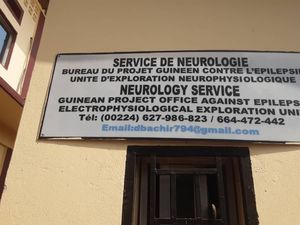 SERVICE DE NEUROLOGIE
BUREAU DU PROJET GUINEEN CONTRE L'EPILEPSI
UNITE D'EXPLORATION NEUROPHYSIOLOGIQUE
NEUROLOGY SERVICE
GUINEAN PROJECT OFFICE AGAINST EPILEPS
ELECTROPHYSIOLOGICAL EXPLORATION UNI
Tél: (00224) 627-986-823 / 664-472-442
Email:dbachir794@gmail.com